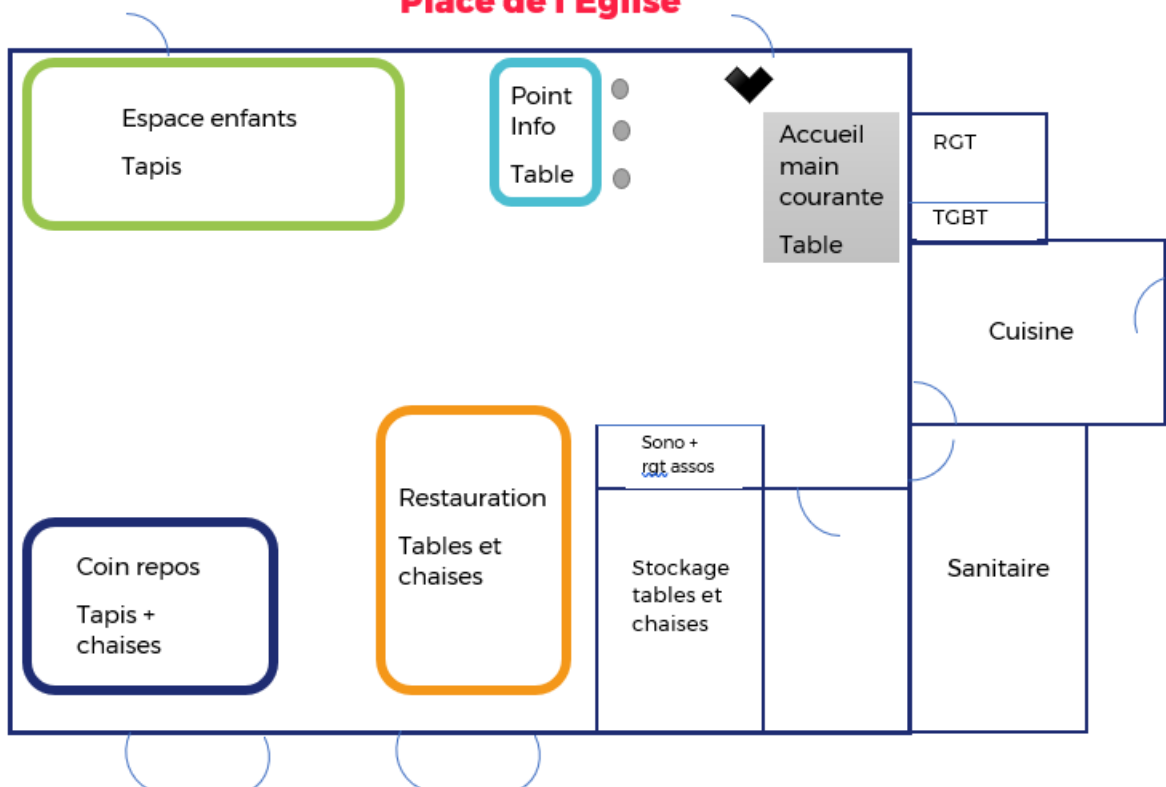 Place de l'Eglise
Espace enfants
Tapis
Point
Info
Table
Accueil
main
courante
Table
RGT
TGBT
Cuisine
Sono +
rgt assos
Restauration
Tables et
chaises
Coin repos
Tapis +
chaises
Stockage
tables et
chaises
Sanitaire